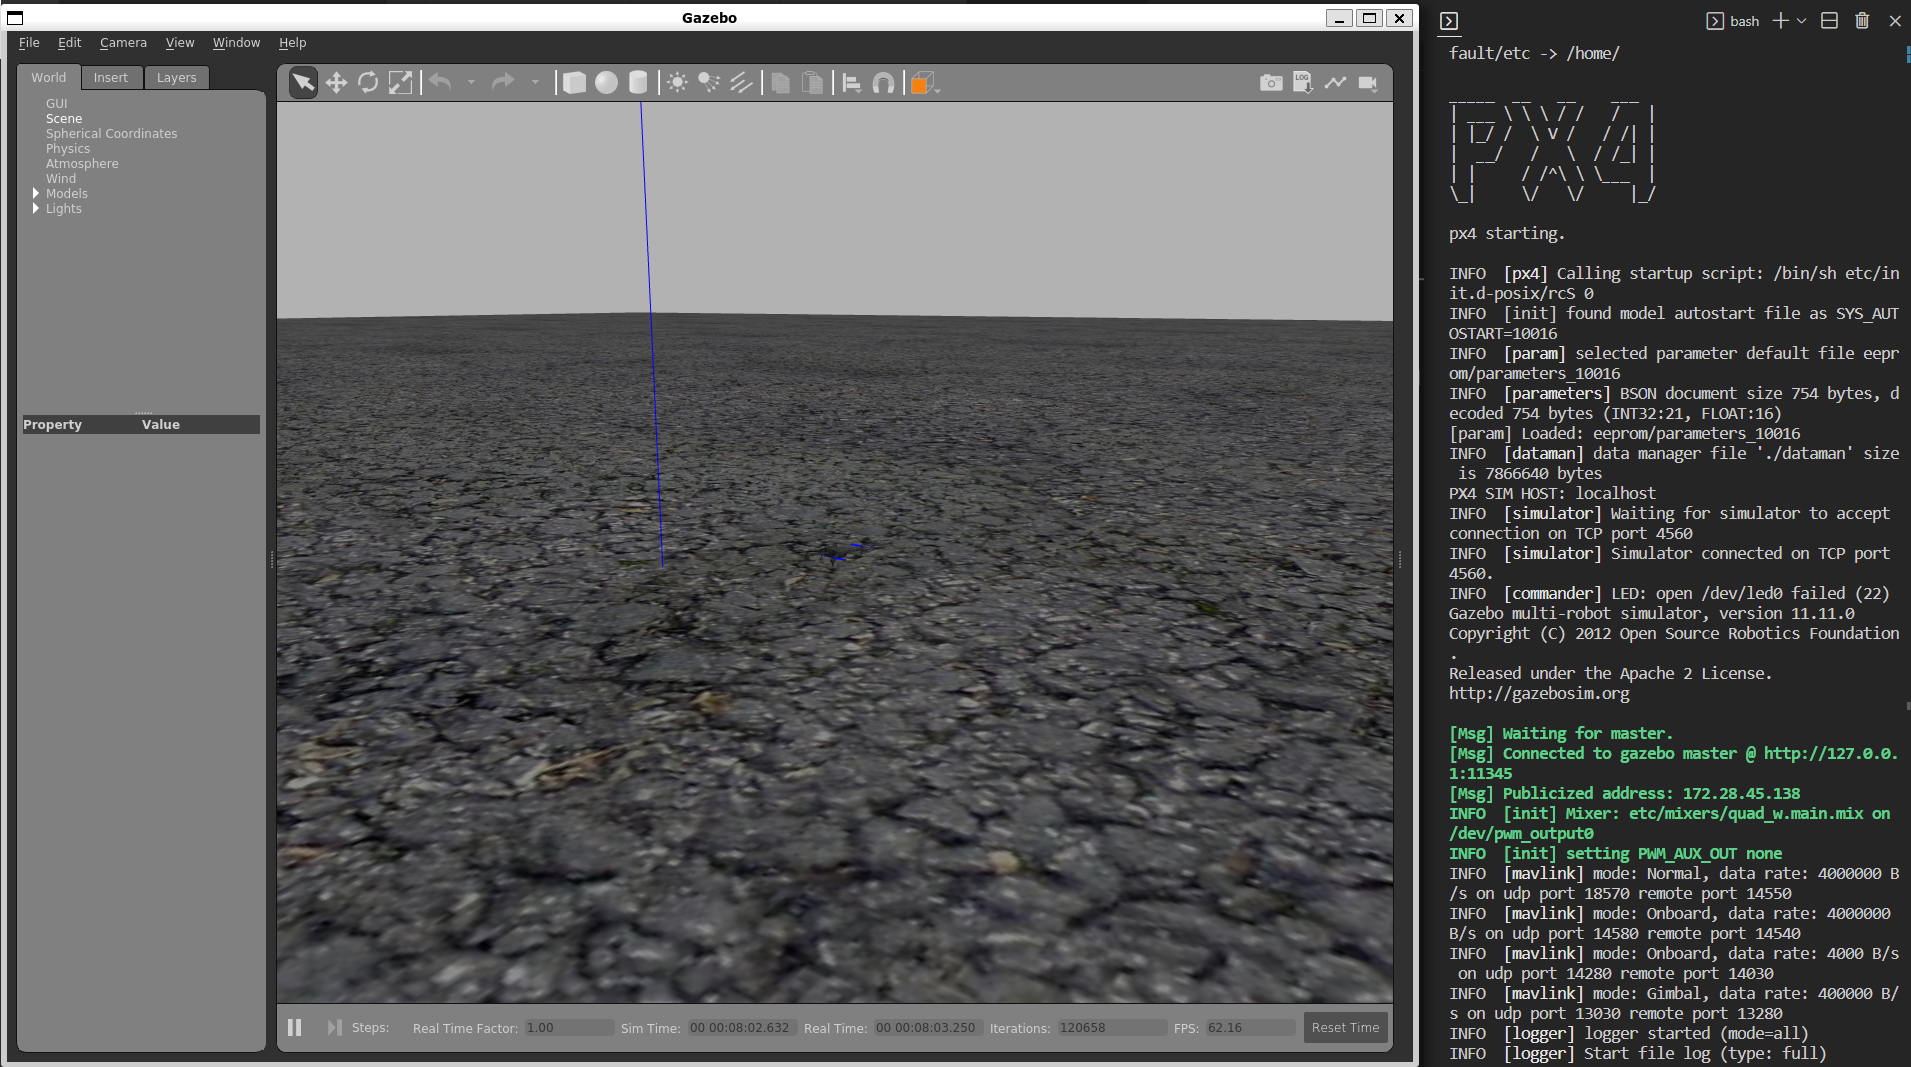 Gazebo
File Edit Camera View Window Help
World Insert Layers
GUI
Scene
Spherical Coordinates
Physics
Atmosphere
Wind
Models
Lights
Property Value
LOG
Steps: Real Time Factor: 1.00 Sim Time: 00 00:08:02.632 Real Time: 00 00:08:03.250 Iterations: 120658 FPS: 62.16 Reset Time
bash
fault/etc -> /home/
______  __   __    ___
| ___ \ \ \ / /   /   |
| |_/ /  \ V /   / /| |
|  __/   /   \  / /_| |
| |     / /^\ \ \___  |
\_|     \/   \/     |_/
px4 starting.
INFO  [px4] Calling startup script: /bin/sh etc/in
it.d-posix/rcS 0
INFO  [init] found model autostart file as SYS_AUT
OSTART=10016
INFO  [param] selected parameter default file eepr
om/parameters_10016
INFO  [parameters] BSON document size 754 bytes, d
ecoded 754 bytes (INT32:21, FLOAT:16)
[param] Loaded: eeprom/parameters_10016
INFO  [dataman] data manager file './dataman' size
 is 7866640 bytes
PX4 SIM HOST: localhost
INFO  [simulator] Waiting for simulator to accept
connection on TCP port 4560
INFO  [simulator] Simulator connected on TCP port
4560.
INFO  [commander] LED: open /dev/led0 failed (22)
Gazebo multi-robot simulator, version 11.11.0
Copyright (C) 2012 Open Source Robotics Foundation
.
Released under the Apache 2 License.
http://gazebosim.org
[Msg] Waiting for master.
[Msg] Connected to gazebo master @ http://127.0.0.
1:11345
[Msg] Publicized address: 172.28.45.138
INFO  [init] Mixer: etc/mixers/quad_w.main.mix on
/dev/pwm_output0
INFO  [init] setting PWM_AUX_OUT none
INFO  [mavlink] mode: Normal, data rate: 4000000 B
/s on udp port 18570 remote port 14550
INFO  [mavlink] mode: Onboard, data rate: 4000000
B/s on udp port 14580 remote port 14540
INFO  [mavlink] mode: Onboard, data rate: 4000 B/s
 on udp port 14280 remote port 14030
INFO  [mavlink] mode: Gimbal, data rate: 400000 B/
s on udp port 13030 remote port 13280
INFO  [logger] logger started (mode=all)
INFO  [logger] Start file log (type: full)